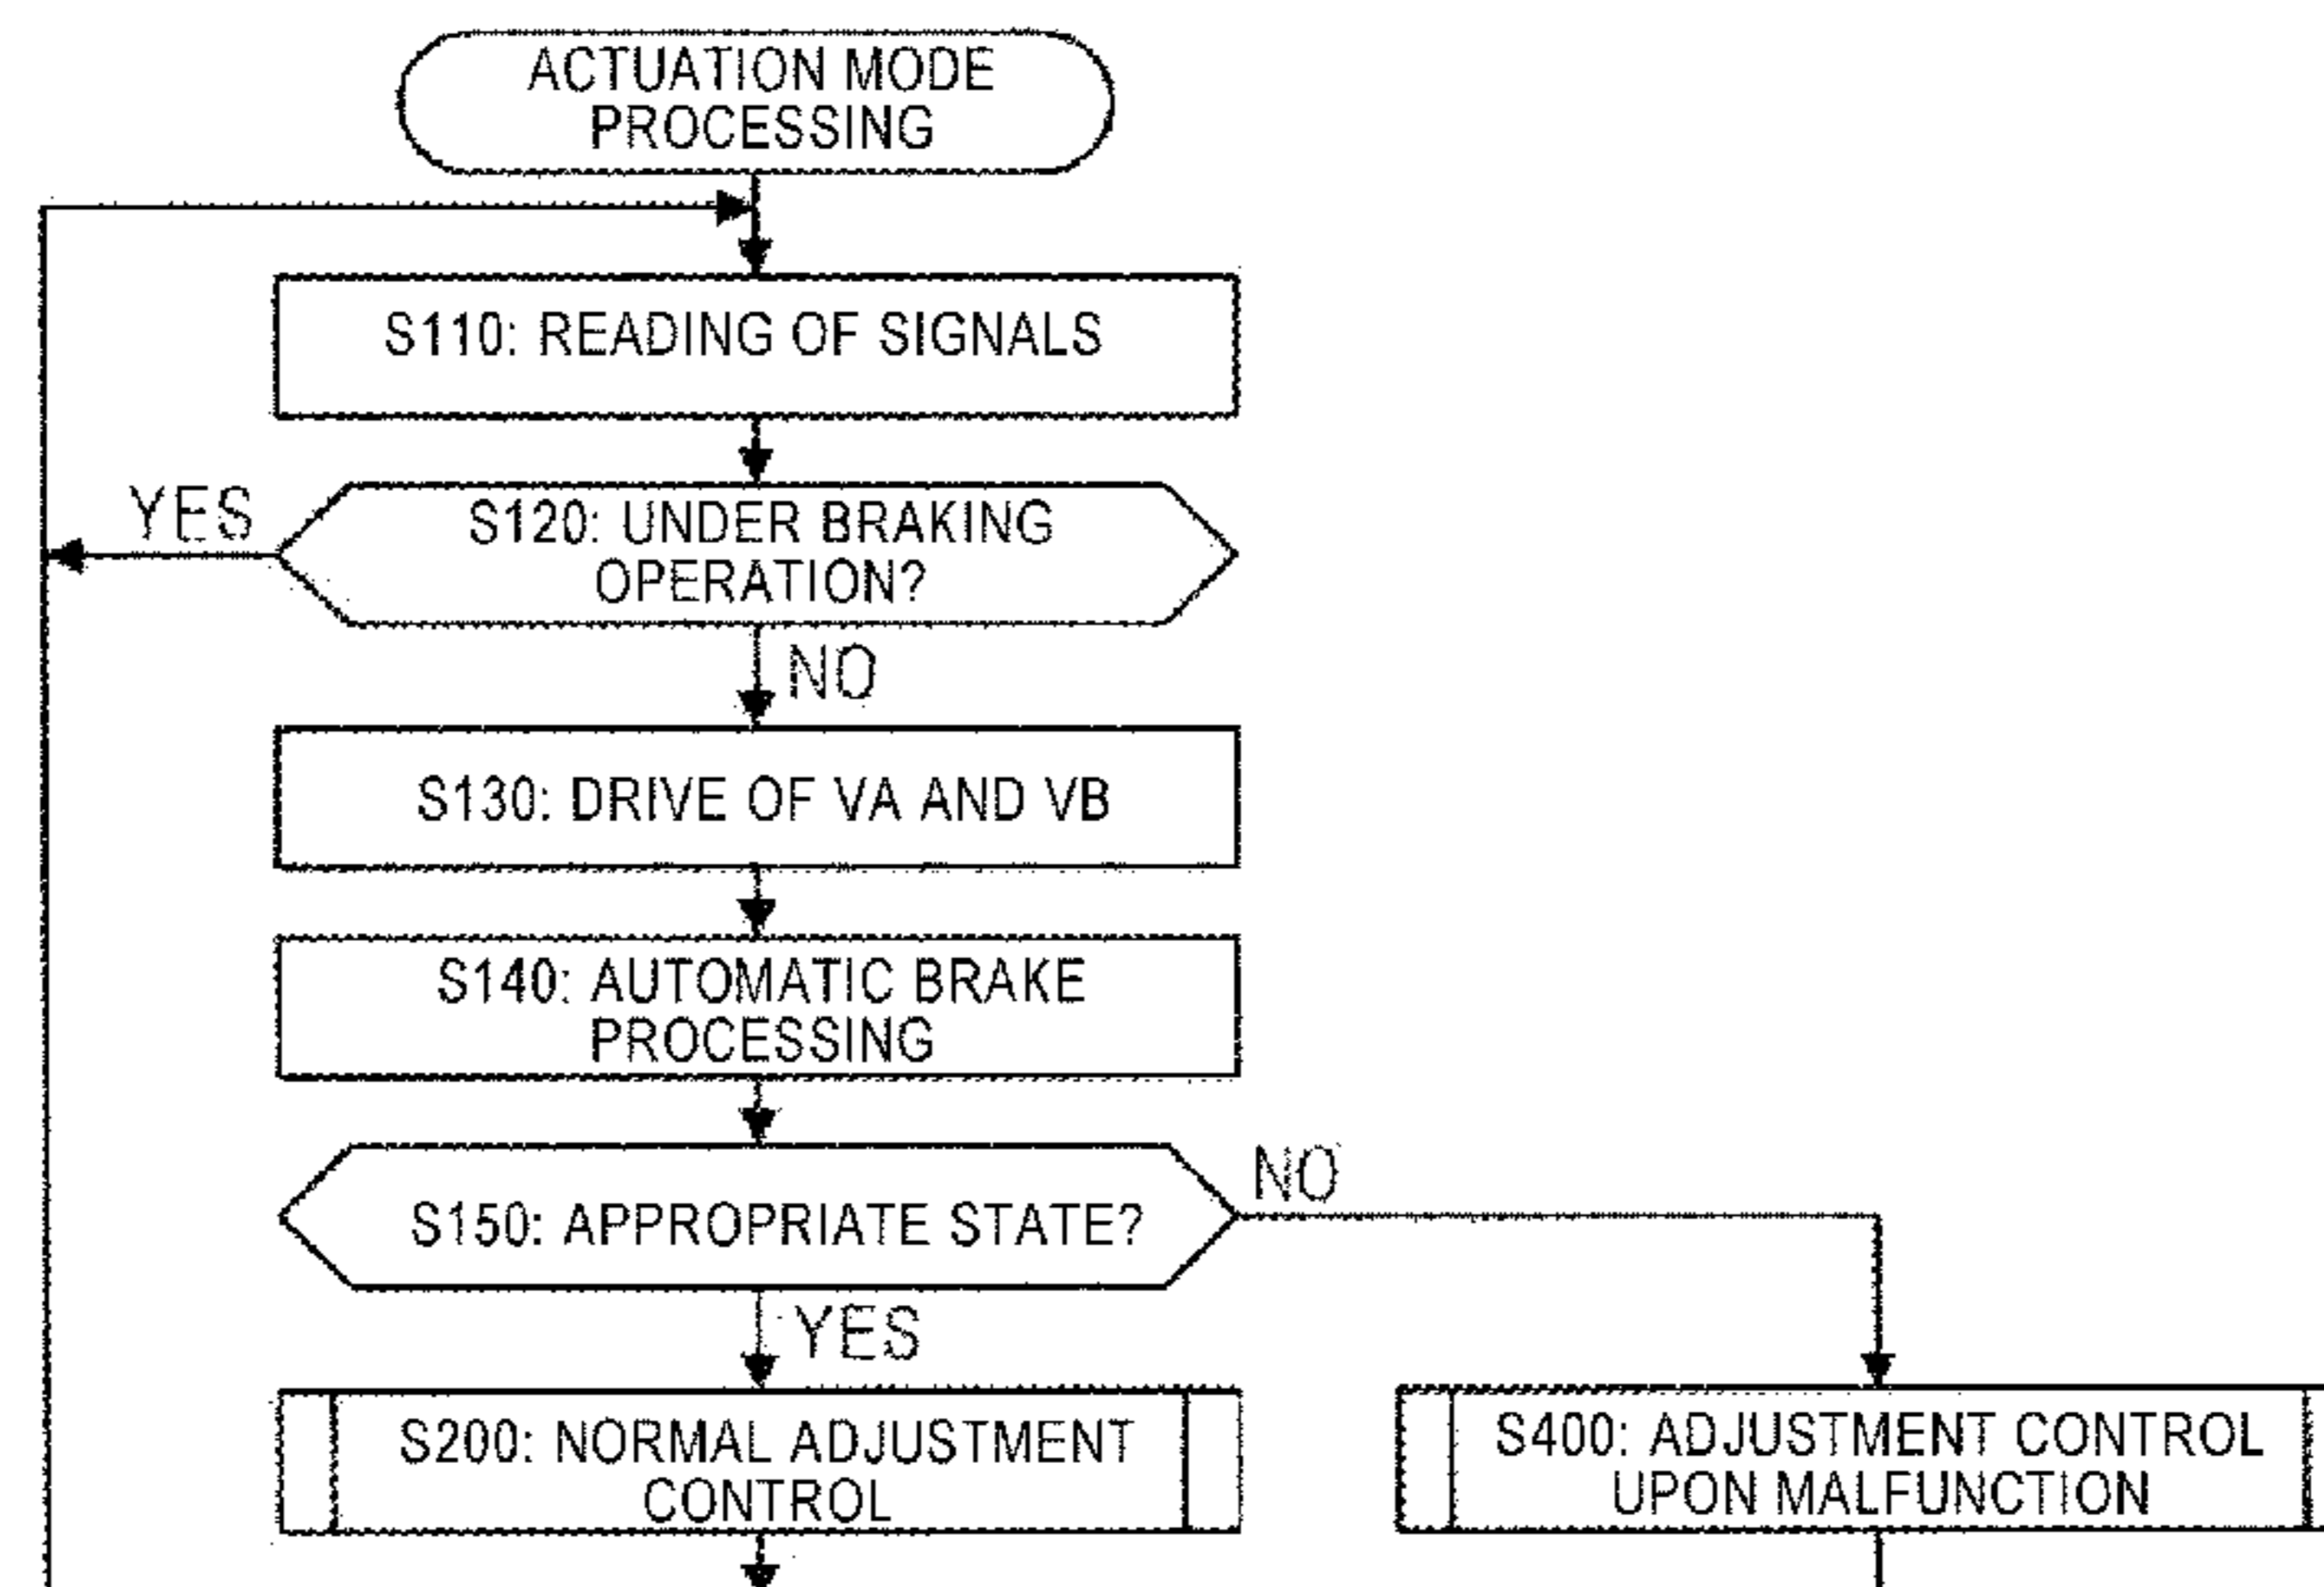 ACTUATION MODE
PROCESSING
S110: READING OF SIGNALS
YES
S120: UNDER BRAKING
OPERATION?
NO
S130: DRIVE OF VA AND VB
S140: AUTOMATIC BRAKE
PROCESSING
NO
S150: APPROPRIATE STATE?
YES
S200: NORMAL ADJUSTMENT
CONTROL
S400: ADJUSTMENT CONTROL
UPON MALFUNCTION